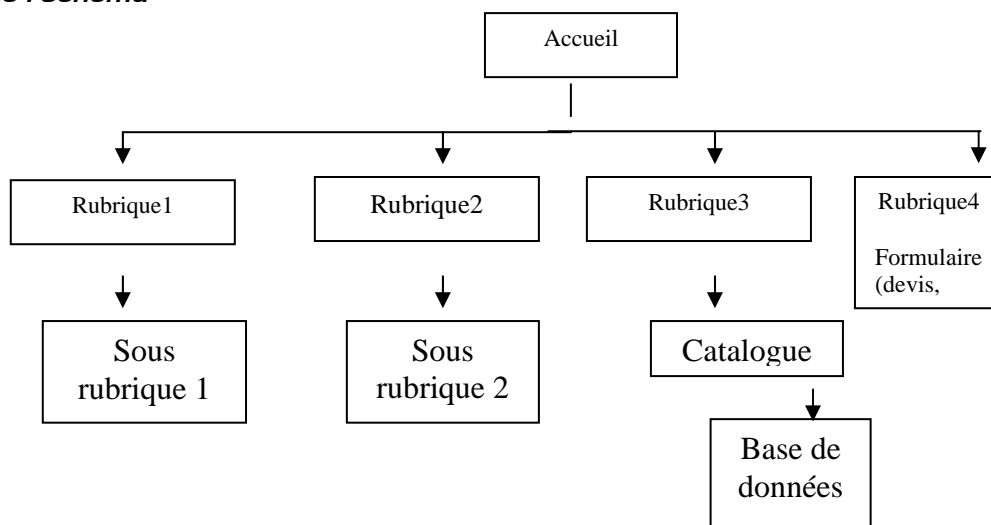 Accueil
Rubrique1
Rubrique2
Rubrique3
Rubrique4
Formulaire
(devis,
Sous
rubrique 1
Sous
rubrique 2
Catalogue
Base de
données